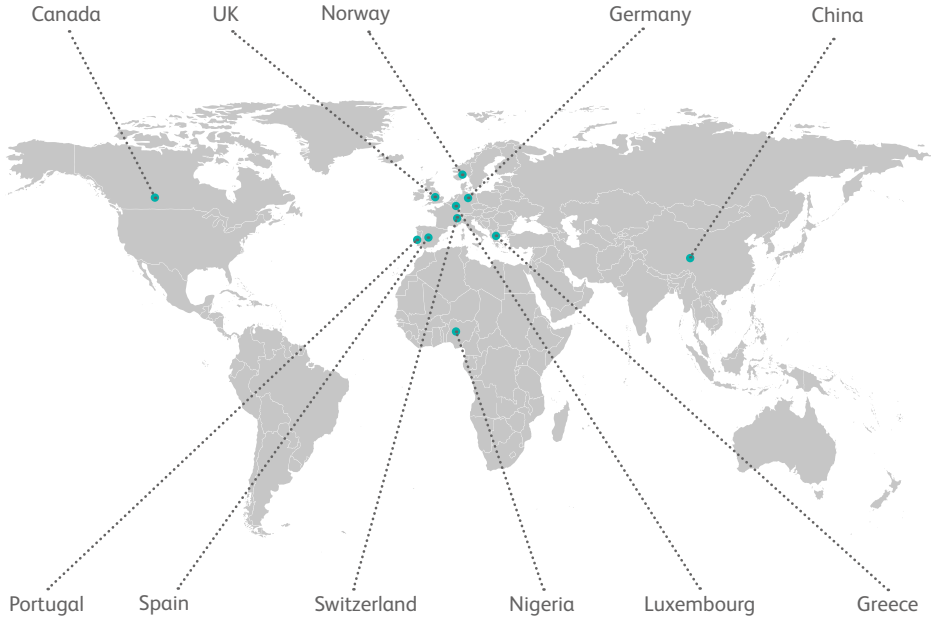 Canada
UK
Norway
Germany
China
Portugal
Spain
Switzerland
Nigeria
Luxembourg
Greece